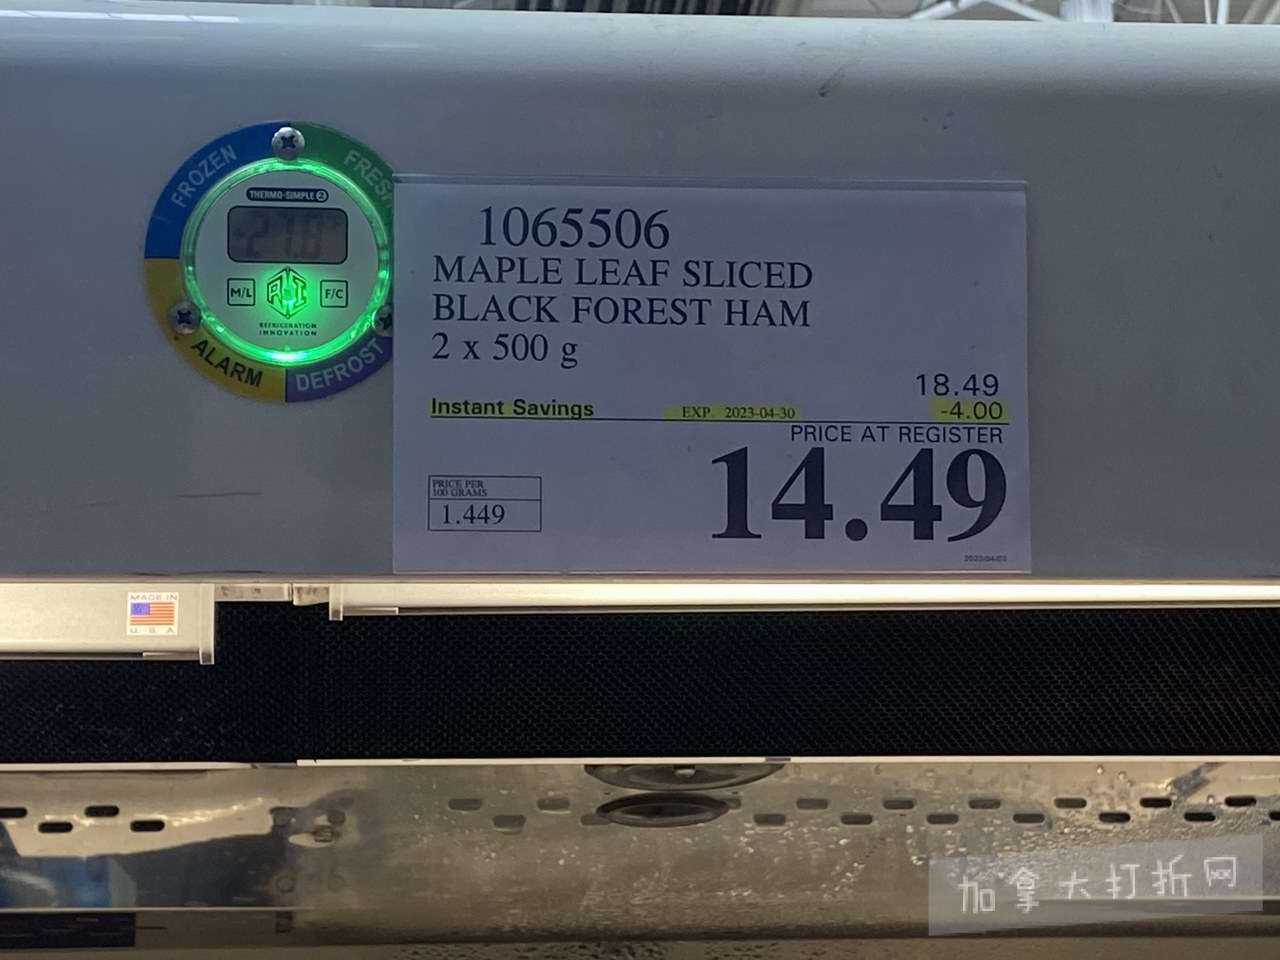 FROZEN
FRESH
THERMO-SIMPLE 2
M/L
F/C
REFRIGERATION
INNOVATION
ALARM
DEFROST
1065506
MAPLE LEAF SLICED
BLACK FOREST HAM
2 x 500 g
18.49
Instant Savings EXP. 2023-04-30 -4.00
PRICE AT REGISTER
14.49
PRICE PER
100 GRAMS
1.449
MADE IN
U. S. A
加拿大打折网